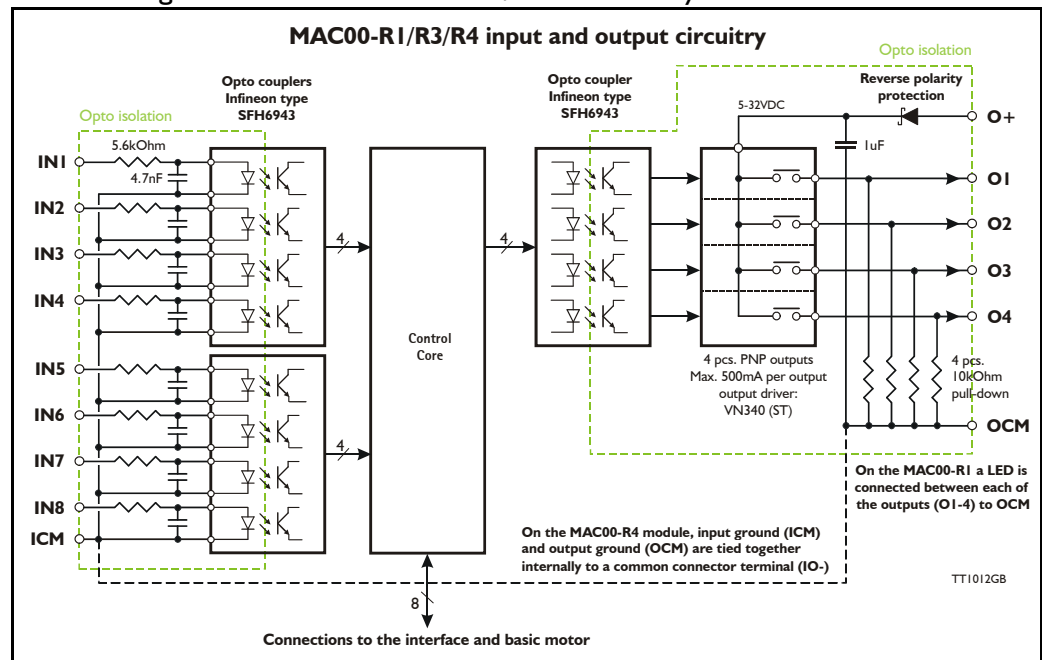 MAC00-R1/R3/R4 input and output circuitry
Opto isolation
Opto couplers
Infineon type
SFH6943
Opto coupler
Infineon type
SFH6943
Reverse polarity
protection
Opto isolation
5-32VDC
O+
5.6kOhm
1uF
IN1
4.7nF
O1
IN2
O2
4
4
IN3
O3
IN4
O4
Control
Core
4 pcs. PNP outputs
Max. 500mA per output
output driver:
VN340 (ST)
4 pcs.
10kOhm
pull-down
IN5
IN6
OCM
4
IN7
On the MAC00-R1 a LED is
connected between each of
the outputs (O1-4) to OCM
IN8
ICM
On the MAC00-R4 module, input ground (ICM)
and output ground (OCM) are tied together
internally to a common connector terminal (IO-)
TT1012GB
8
Connections to the interface and basic motor